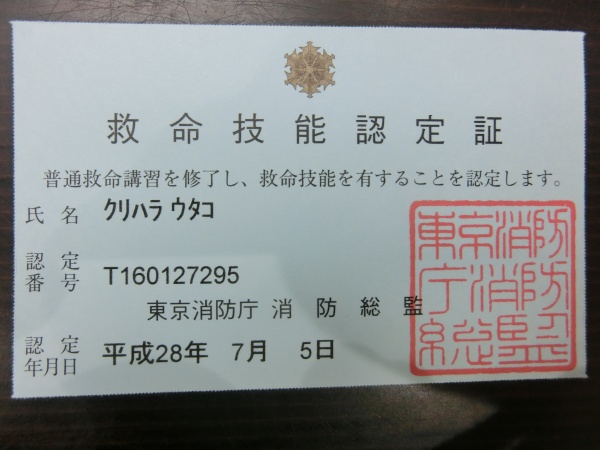 救命技能認定証
普通救命講習を修了し、救命技能を有することを認定します。
氏名 クリハラ ウタコ
認定番号 T160127295
東京消防庁 消防総監
認定年月日 平成28年 7月 5日
東京消防
庁消防
総監